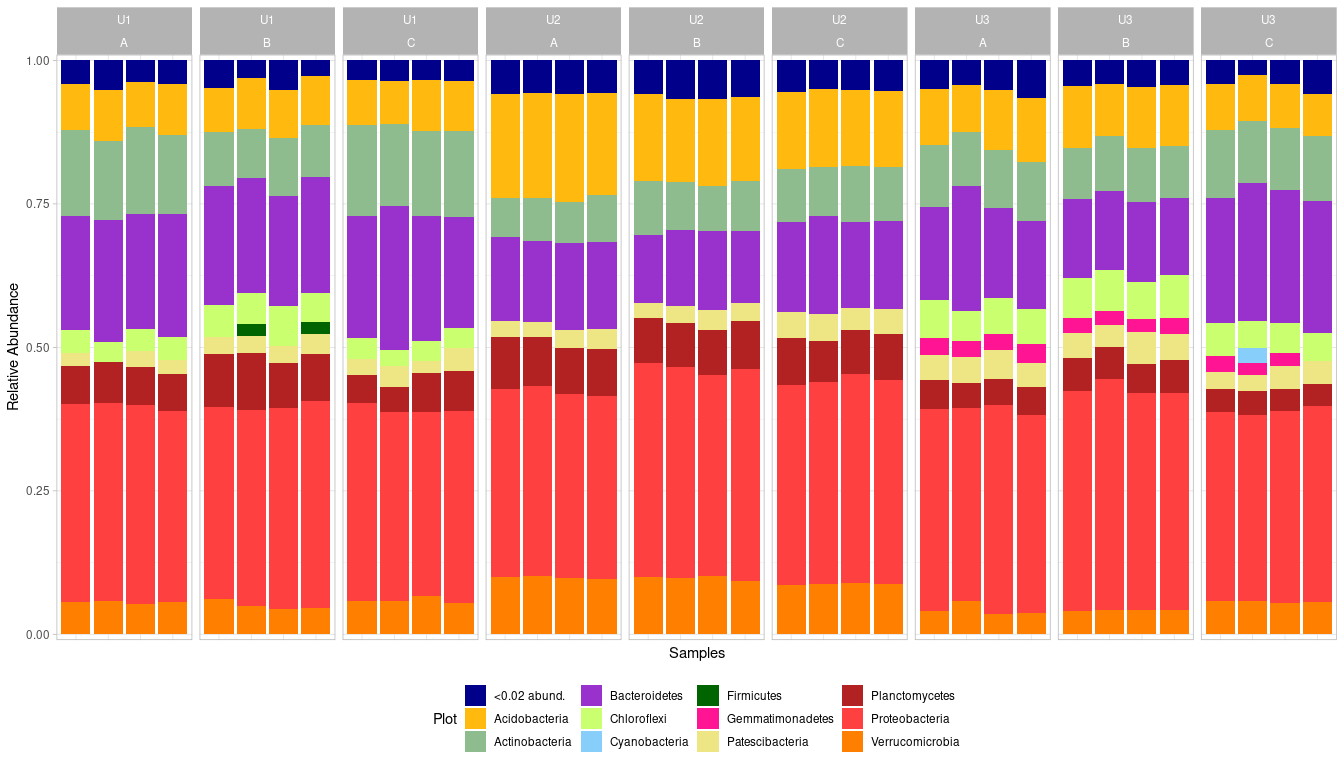 U1 U1 U1 U2 U2 U2 U3 U3 U3
A B C A B C A B C
1.00
0.75
0.50
0.25
0.00
Relative Abundance
Samples
Plot
<0.02 abund. Bacteroidetes Firmicutes Planctomycetes
Acidobacteria Chloroflexi Gemmatimonadetes Proteobacteria
Actinobacteria Cyanobacteria Patescibacteria Verrucomicrobia